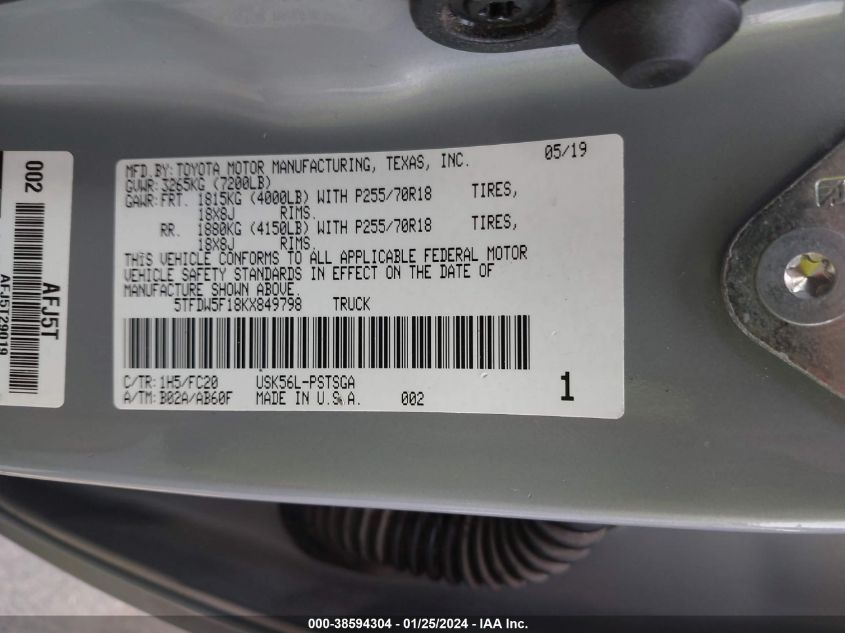 MFD BY: TOYOTA MOTOR MANUFACTURING, TEXAS, INC. 05/19
GVWR: 3265KG (7200LB)
GAWR: FRT. 1815KG (4000LB) WITH P255/70R18 TIRES,
18X8J RIMS.
RR. 1880KG (4150LB) WITH P255/70R18 TIRES,
18X8J RIMS.
THIS VEHICLE CONFORMS TO ALL APPLICABLE FEDERAL MOTOR
VEHICLE SAFETY STANDARDS IN EFFECT ON THE DATE OF
MANUFACTURE SHOWN ABOVE.
5TFDW5F18KX849798 TRUCK
C/TR: 1H5/FC20 USK56L-PSTSGA
A/TM: B02A/AB60F MADE IN U.S.A. 002
1
002
AFJ5T
AFJ5T29019
000-38594304 - 01/25/2024 - IAA Inc.